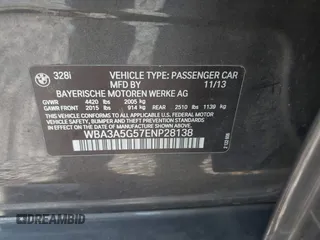 328i VEHICLE TYPE: PASSENGER CAR
MFD BY 11/13
BAYERISCHE MOTOREN WERKE AG
GVWR 4420 lbs 2005 kg
GAWR FRONT 2015 lbs 914 kg REAR 2510 lbs 1139 kg
THIS VEHICLE CONFORMS TO ALL APPLICABLE U.S. FEDERAL MOTOR
VEHICLE SAFETY, BUMPER, AND THEFT PREVENTION STANDARDS IN
EFFECT ON THE DATE OF MANUFACTURE SHOWN ABOVE.
WBA3A5G57ENP28138
DREAMBID